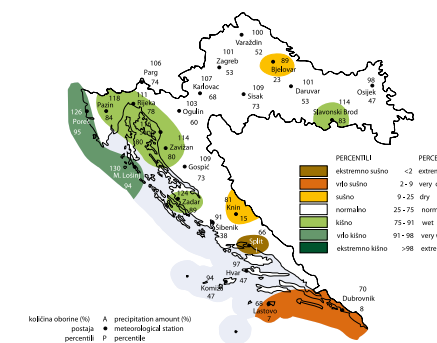 100
Varaždin
52
101
Zagreb
53
89
Bjelovar
23
106
Parg
74
107
Karlovac
68
109
Sisak
73
101
Daruvar
53
98
Osijek
47
114
Slavonski Brod
83
118
Pazin
84
111
Rijeka
78
103
Ogulin
60
126
Poreč
95
80
114
Zavižan
80
130
M. Lošinj
94
109
Gospić
73
124
Zadar
89
81
Knin
15
91
Šibenik
38
66
Split
97
Hvar
47
94
Komiža
47
68
Lastovo
7
70
Dubrovnik
8
PERCENTILI PERCENT
ekstremno sušno <2 extrem
vrlo sušno 2 - 9 very
sušno 9 - 25 dry
normalno 25 - 75 normal
kišno 75 - 91 wet
vrlo kišno 91 - 98 very
ekstremno kišno >98 extre
količina oborine (%) A precipitation amount (%)
postaja meteorological station
percentili P percentile